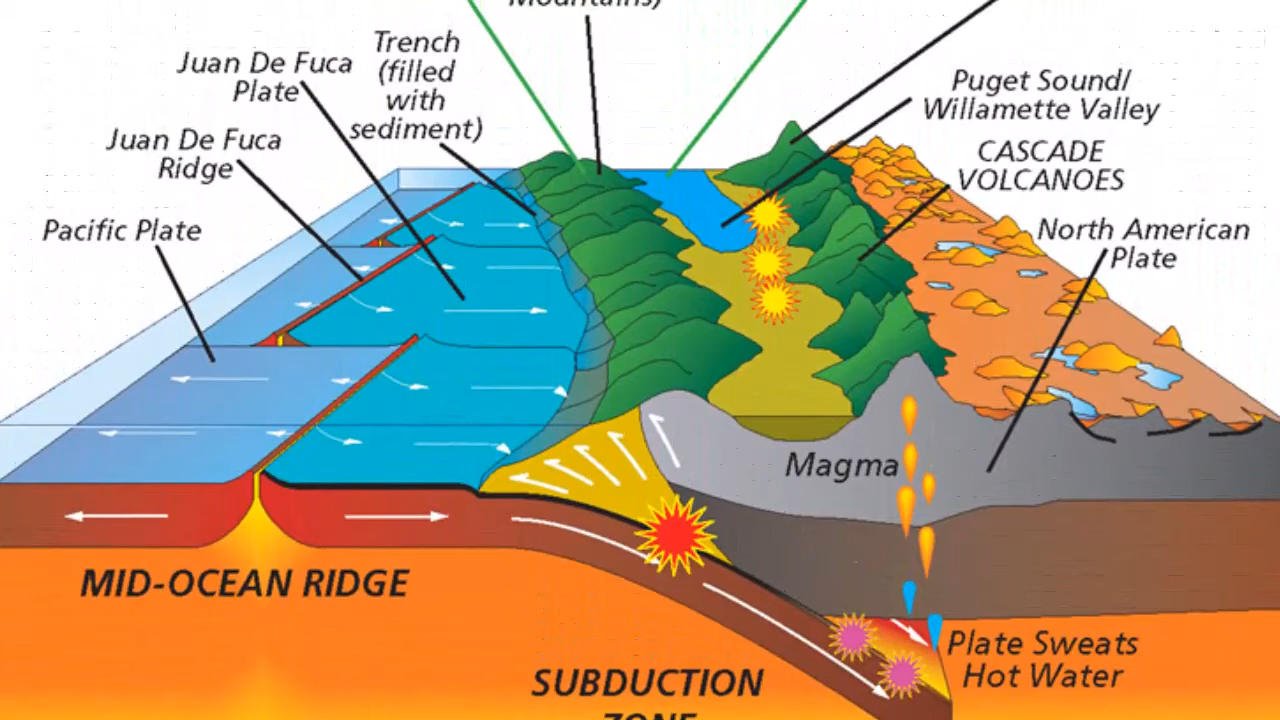 Mountains)
Trench
(filled
with
sediment)
Juan De Fuca
Plate
Juan De Fuca
Ridge
Pacific Plate
Puget Sound/
Willamette Valley
CASCADE
VOLCANOES
North American
Plate
Magma
MID-OCEAN RIDGE
Plate Sweats
Hot Water
SUBDUCTION
ZONE